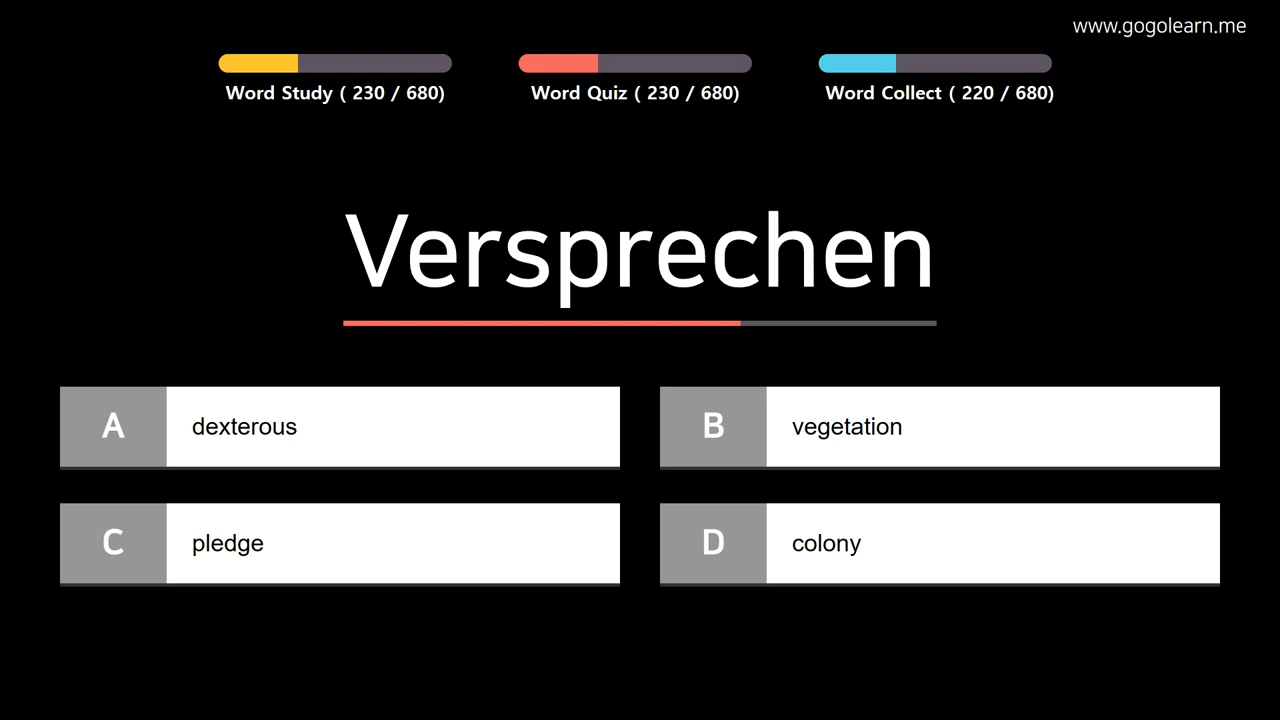 www.gogolearn.me
Word Study ( 230 / 680)
Word Quiz ( 230 / 680)
Word Collect ( 220 / 680)
Versprechen
A dexterous
B vegetation
C pledge
D colony